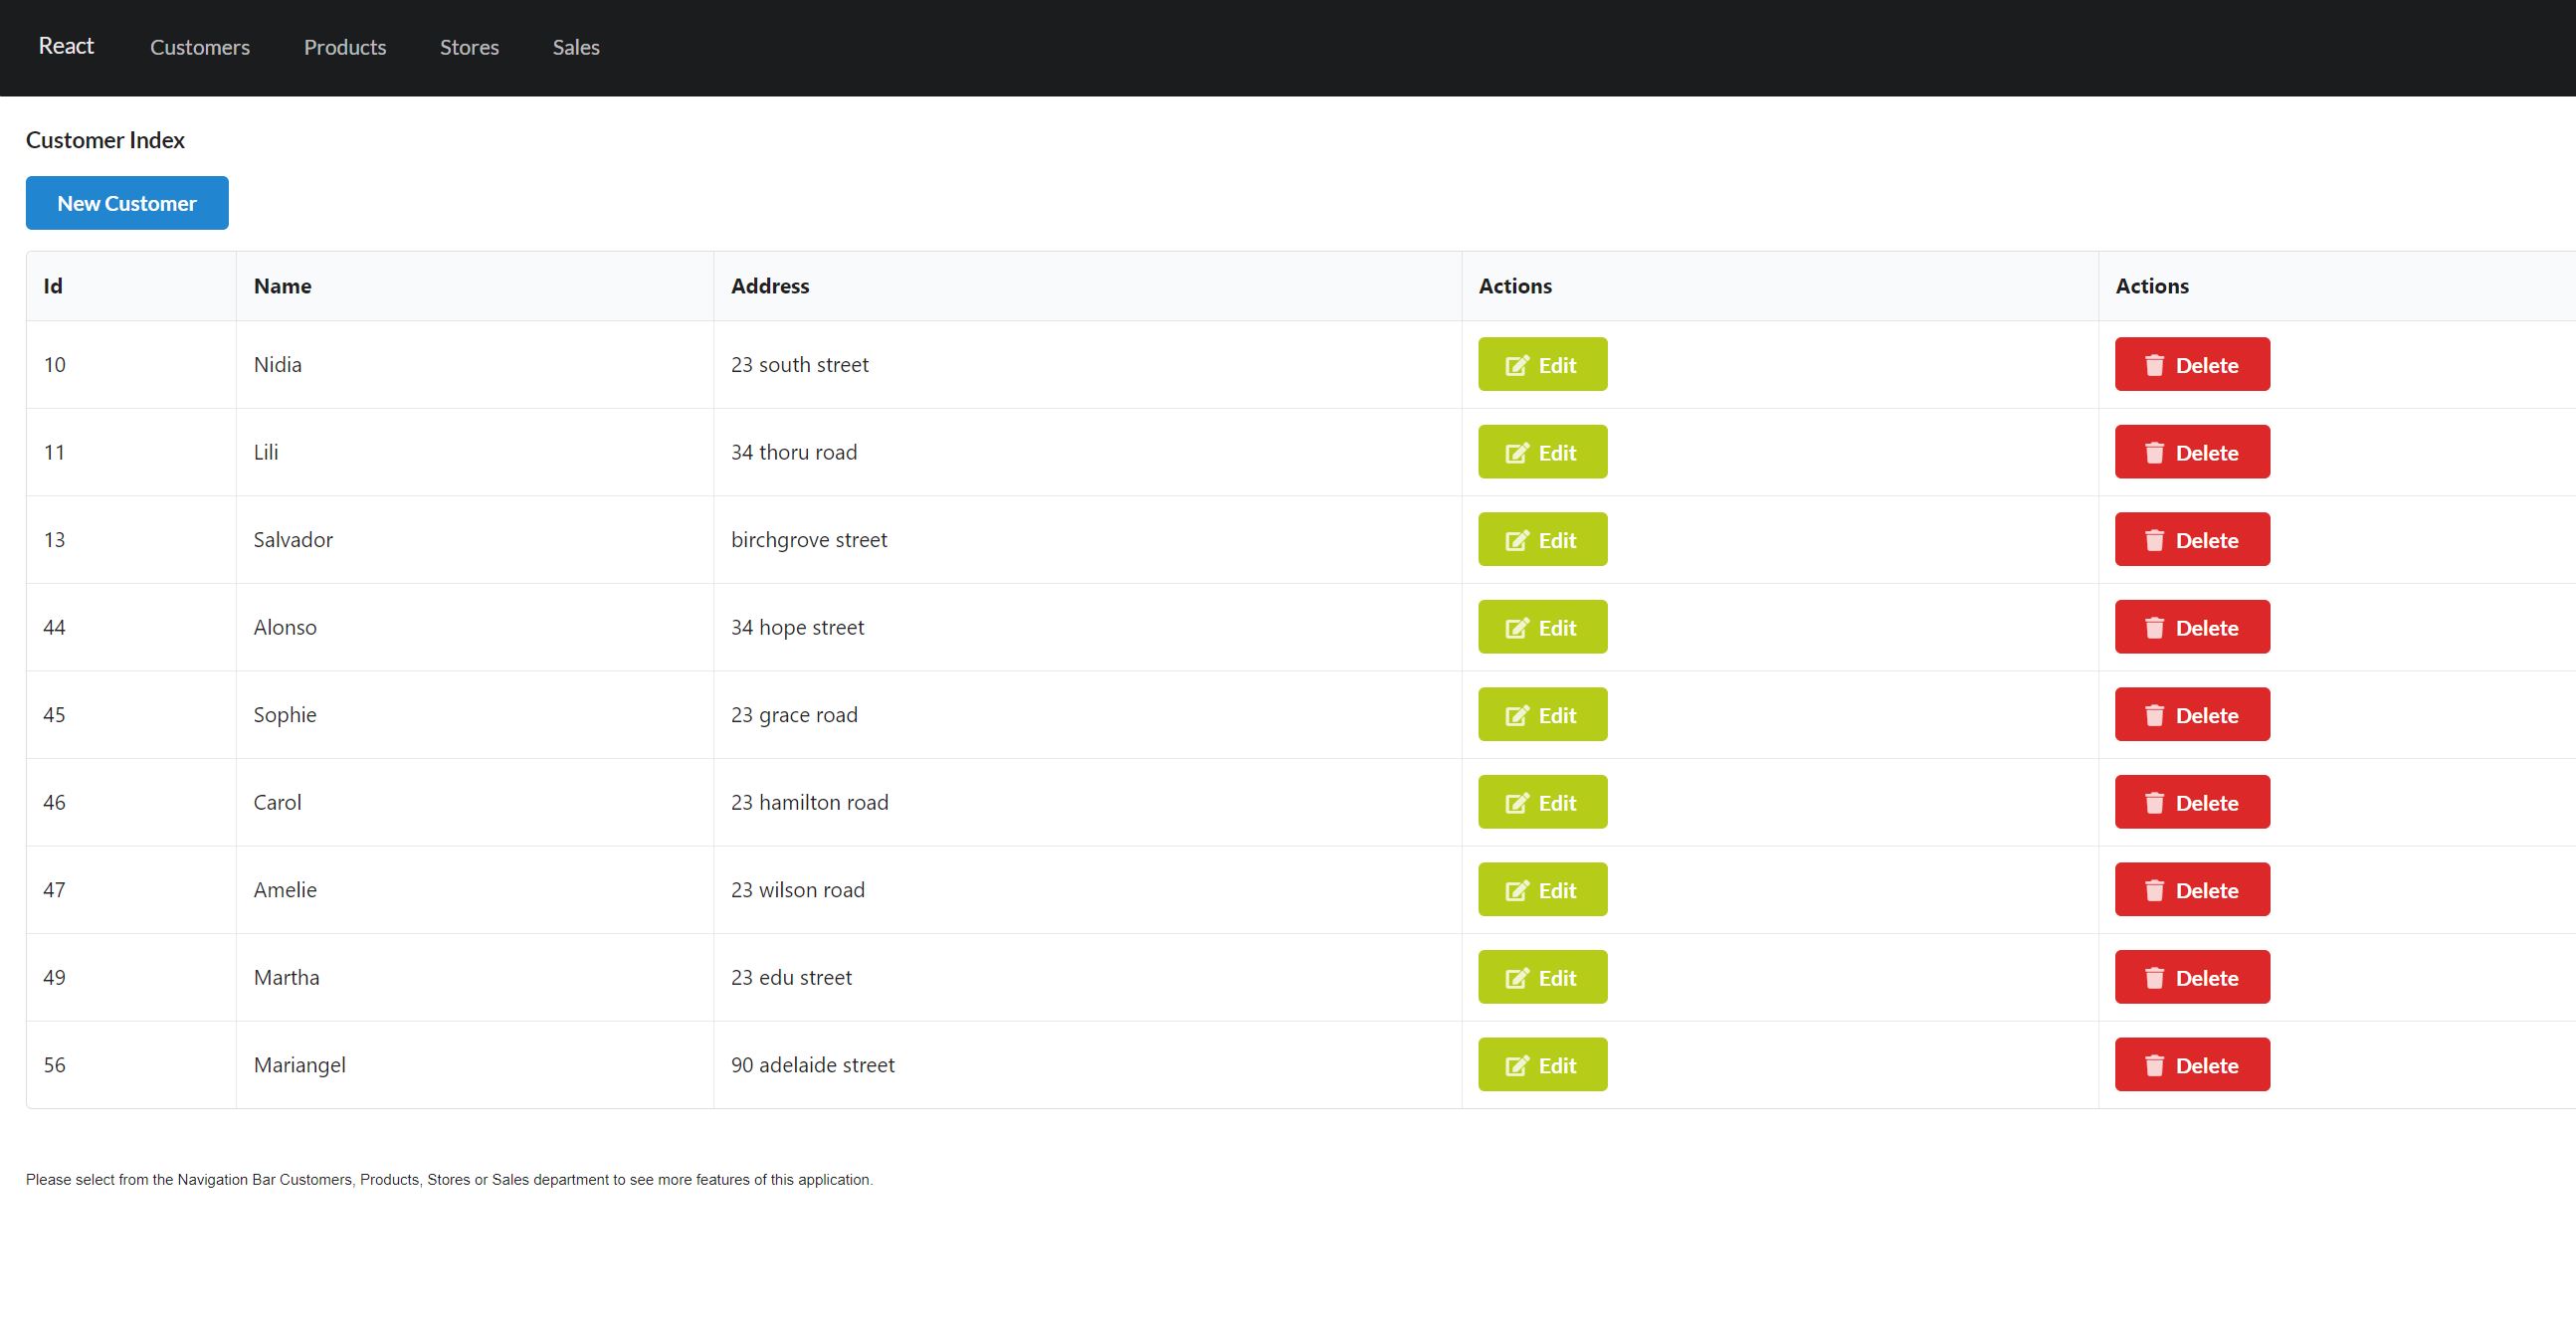 React Customers Products Stores Sales
Customer Index
New Customer
Id Name Address Actions Actions
10 Nidia 23 south street Edit Delete
11 Lili 34 thoru road Edit Delete
13 Salvador birchgrove street Edit Delete
44 Alonso 34 hope street Edit Delete
45 Sophie 23 grace road Edit Delete
46 Carol 23 hamilton road Edit Delete
47 Amelie 23 wilson road Edit Delete
49 Martha 23 edu street Edit Delete
56 Mariangel 90 adelaide street Edit Delete
Please select from the Navigation Bar Customers, Products, Stores or Sales department to see more features of this application.